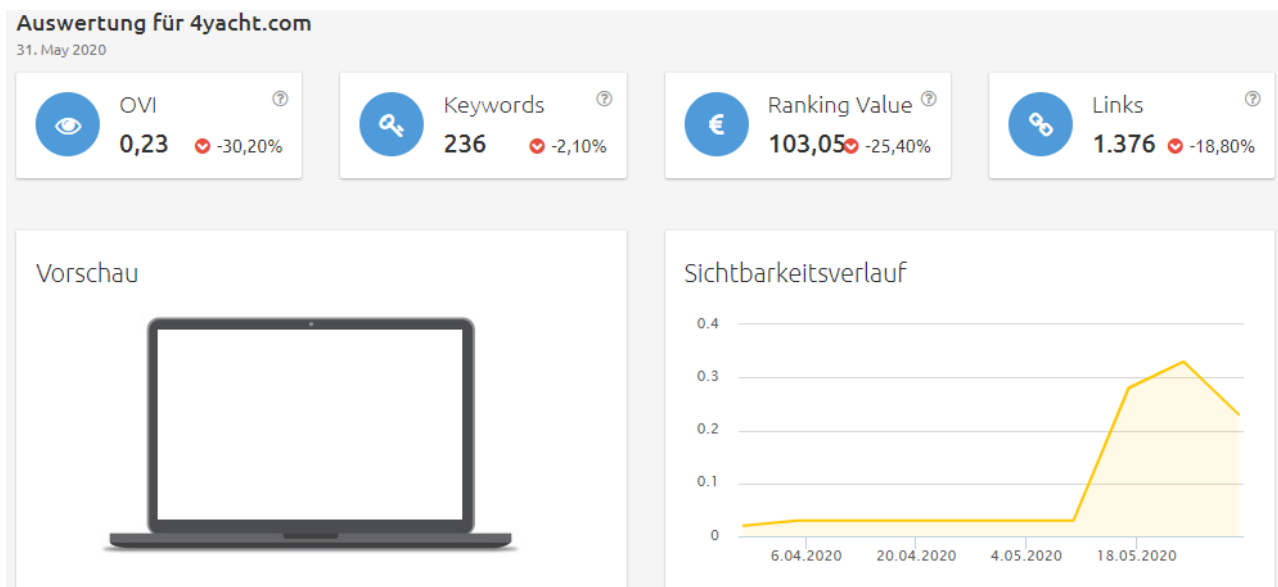 Auswertung für 4yacht.com
31. May 2020
OVI ?
0,23 -30,20%
Keywords ?
236 -2,10%
Ranking Value ?
103,05 -25,40%
Links ?
1.376 -18,80%
Vorschau
Sichtbarkeitsverlauf
0.4
0.3
0.2
0.1
0
6.04.2020 20.04.2020 4.05.2020 18.05.2020